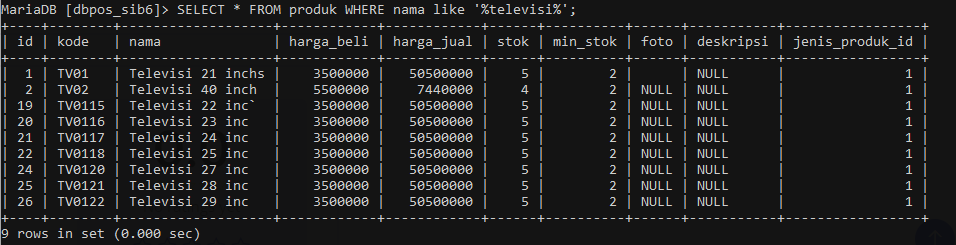 MariaDB [dbpos_sib6]> SELECT * FROM produk WHERE nama like '%televisi%';
+----+--------+--------------------+------------+------------+------+----------+------+-----------+-----------------+
| id | kode | nama | harga_beli | harga_jual | stok | min_stok | foto | deskripsi | jenis_produk_id |
+----+--------+--------------------+------------+------------+------+----------+------+-----------+-----------------+
| 1 | TV01 | Televisi 21 inchs | 3500000 | 50500000 | 5 | 2 | | NULL | 1 |
| 2 | TV02 | Televisi 40 inch | 5500000 | 7440000 | 4 | 2 | NULL | NULL | 1 |
| 19 | TV0115 | Televisi 22 inc` | 3500000 | 50500000 | 5 | 2 | NULL | NULL | 1 |
| 20 | TV0116 | Televisi 23 inc | 3500000 | 50500000 | 5 | 2 | NULL | NULL | 1 |
| 21 | TV0117 | Televisi 24 inc | 3500000 | 50500000 | 5 | 2 | NULL | NULL | 1 |
| 22 | TV0118 | Televisi 25 inc | 3500000 | 50500000 | 5 | 2 | NULL | NULL | 1 |
| 24 | TV0120 | Televisi 27 inc | 3500000 | 50500000 | 5 | 2 | NULL | NULL | 1 |
| 25 | TV0121 | Televisi 28 inc | 3500000 | 50500000 | 5 | 2 | NULL | NULL | 1 |
| 26 | TV0122 | Televisi 29 inc | 3500000 | 50500000 | 5 | 2 | NULL | NULL | 1 |
+----+--------+--------------------+------------+------------+------+----------+------+-----------+-----------------+
9 rows in set (0.000 sec)